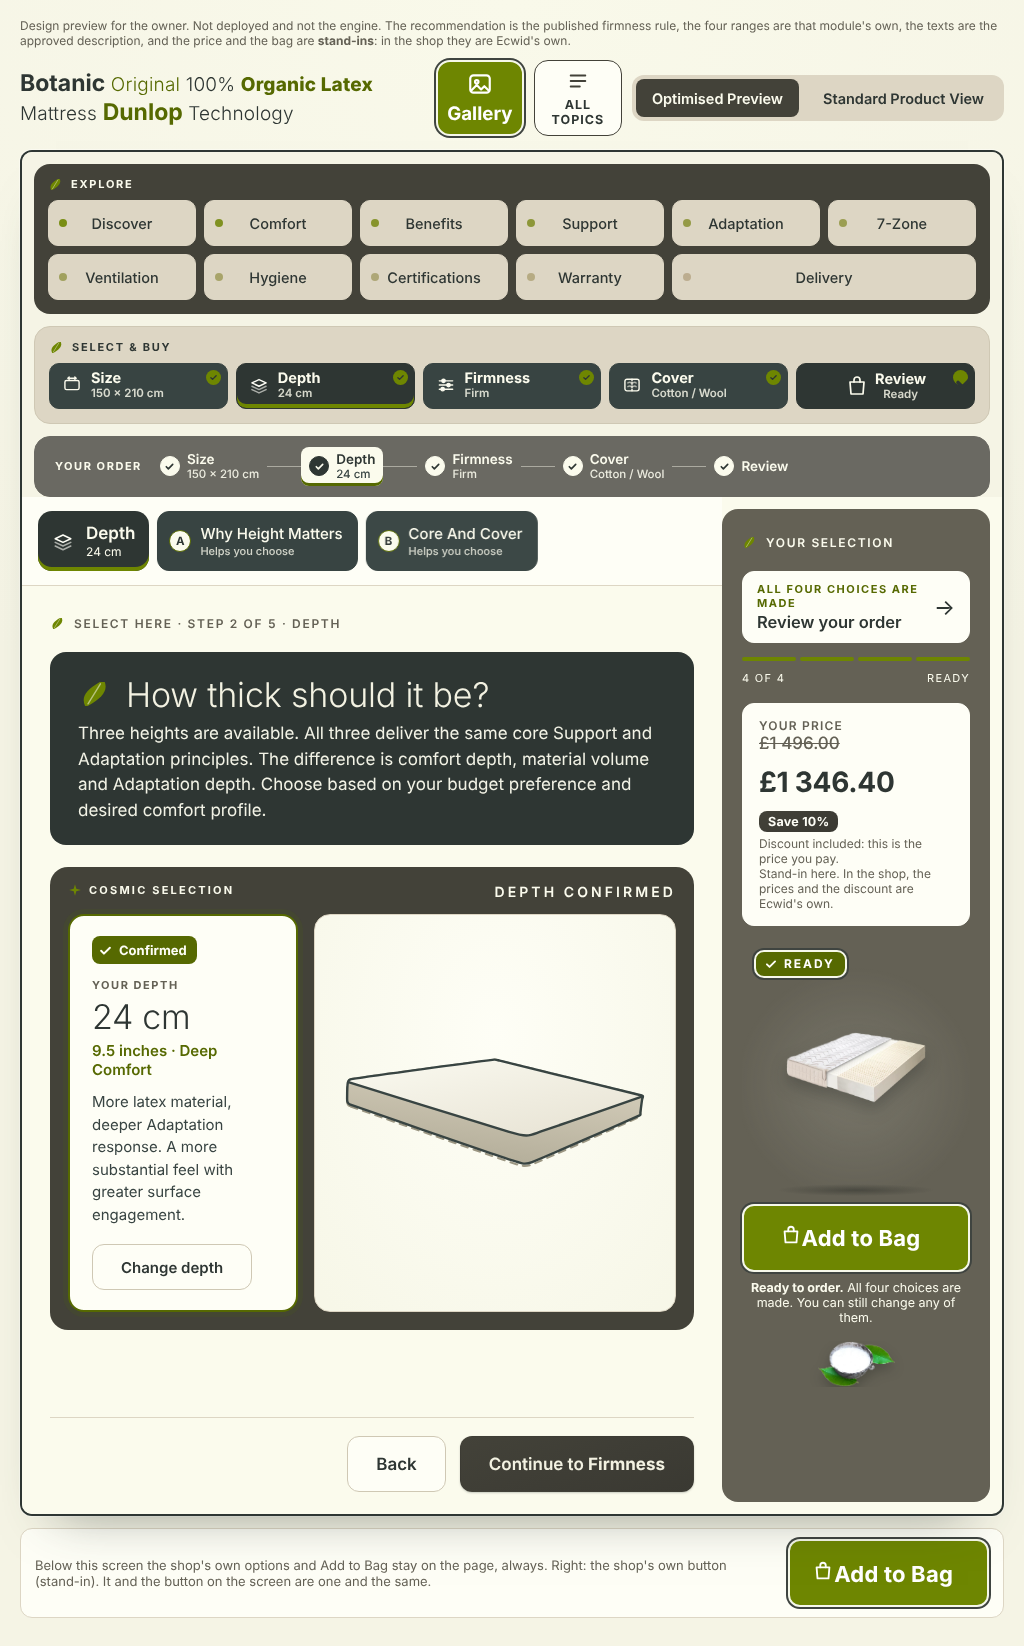 Design preview for the owner. Not deployed and not the engine. The recommendation is the published firmness rule, the four ranges are that module's own, the texts are the
approved description, and the price and the bag are stand-ins: in the shop they are Ecwid's own.
Botanic Original 100% Organic Latex
Mattress Dunlop Technology
Gallery
ALL
TOPICS
Optimised Preview
Standard Product View
EXPLORE
Discover
Comfort
Benefits
Support
Adaptation
7-Zone
Ventilation
Hygiene
Certifications
Warranty
Delivery
SELECT & BUY
Size
150 × 210 cm
Depth
24 cm
Firmness
Firm
Cover
Cotton / Wool
Review
Ready
YOUR ORDER
Size
150 × 210 cm
Depth
24 cm
Firmness
Firm
Cover
Cotton / Wool
Review
Depth
24 cm
A
Why Height Matters
Helps you choose
B
Core And Cover
Helps you choose
SELECT HERE · STEP 2 OF 5 · DEPTH
How thick should it be?
Three heights are available. All three deliver the same core Support and
Adaptation principles. The difference is comfort depth, material volume
and Adaptation depth. Choose based on your budget preference and
desired comfort profile.
COSMIC SELECTION
DEPTH CONFIRMED
Confirmed
YOUR DEPTH
24 cm
9.5 inches · Deep
Comfort
More latex material,
deeper Adaptation
response. A more
substantial feel with
greater surface
engagement.
Change depth
Back
Continue to Firmness
YOUR SELECTION
ALL FOUR CHOICES ARE
MADE
Review your order
4 OF 4
READY
YOUR PRICE
£1 496.00
£1 346.40
Save 10%
Discount included: this is the
price you pay.
Stand-in here. In the shop, the
prices and the discount are
Ecwid's own.
READY
Add to Bag
Ready to order. All four choices are
made. You can still change any of
them.
Below this screen the shop's own options and Add to Bag stay on the page, always. Right: the shop's own button
(stand-in). It and the button on the screen are one and the same.
Add to Bag